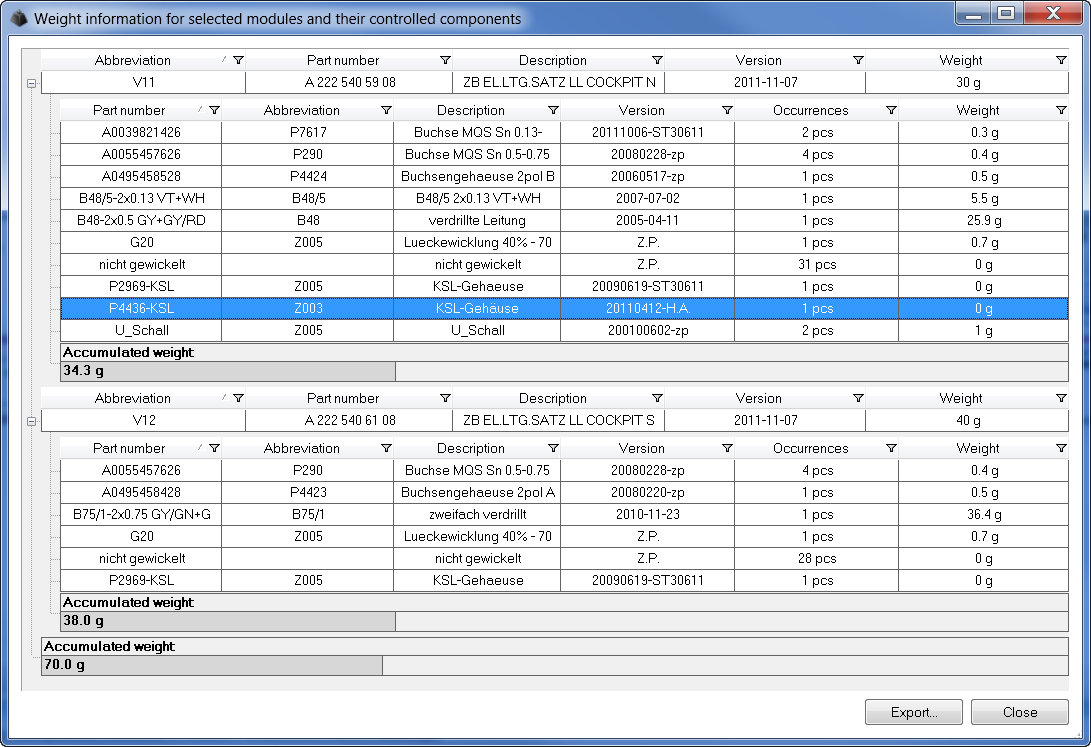 Weight information for selected modules and their controlled components
Abbreviation Part number Description Version Weight
V11 A 222 540 59 08 ZB EL.LTG.SATZ LL COCKPIT N 2011-11-07 30 g
Part number Abbreviation Description Version Occurrences Weight
A0039821426 P7617 Buchse MQS Sn 0.13- 20111006-ST30611 2 pcs 0.3 g
A0055457626 P290 Buchse MQS Sn 0.5-0.75 20080228-zp 4 pcs 0.4 g
A0495458528 P4424 Buchsengehaeuse 2pol B 20060517-zp 1 pcs 0.5 g
B48/5-2x0.13 VT+WH B48/5 B48/5 2x0.13 VT+WH 2007-07-02 1 pcs 5.5 g
B48-2x0.5 GY+GY/RD B48 verdrillte Leitung 2005-04-11 1 pcs 25.9 g
G20 Z005 Lueckewicklung 40% - 70 Z.P. 1 pcs 0.7 g
nicht gewickelt nicht gewickelt Z.P. 31 pcs 0 g
P2969-KSL Z005 KSL-Gehaeuse 20090619-ST30611 1 pcs 0 g
P4436-KSL Z003 KSL-Gehäuse 20110412-H.A. 1 pcs 0 g
U_Schall Z005 U_Schall 200100602-zp 2 pcs 1 g
Accumulated weight
34.3 g
Abbreviation Part number Description Version Weight
V12 A 222 540 61 08 ZB EL.LTG.SATZ LL COCKPIT S 2011-11-07 40 g
Part number Abbreviation Description Version Occurrences Weight
A0055457626 P290 Buchse MQS Sn 0.5-0.75 20080228-zp 4 pcs 0.4 g
A0495458428 P4423 Buchsengehaeuse 2pol A 20080220-zp 1 pcs 0.5 g
B75/1-2x0.75 GY/GN+G B75/1 zweifach verdrillt 2010-11-23 1 pcs 36.4 g
G20 Z005 Lueckewicklung 40% - 70 Z.P. 1 pcs 0.7 g
nicht gewickelt nicht gewickelt Z.P. 28 pcs 0 g
P2969-KSL Z005 KSL-Gehaeuse 20090619-ST30611 1 pcs 0 g
Accumulated weight
38.0 g
Accumulated weight
70.0 g
Export... Close